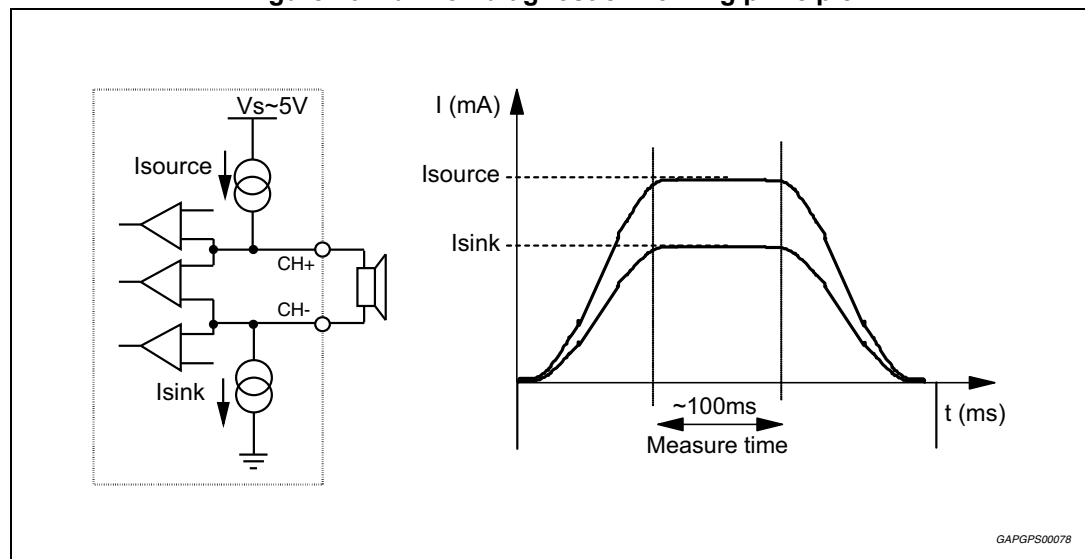 Vs~5V
Isource
CH+
CH-
Isink
I (mA)
Isource
Isink
~100ms
Measure time
t (ms)
GAPGPS00078